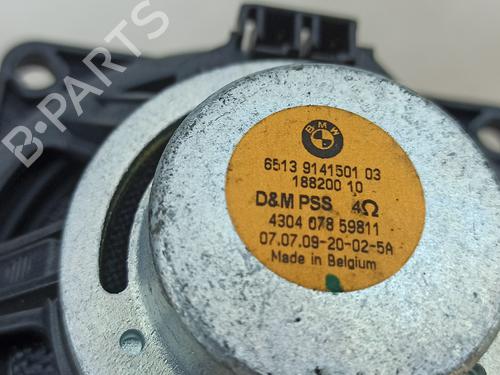 B-PARTS
BMW
6513 9141501 03
188200 10
D&M PSS 4Ω
4304 078 59811
07.07.09-20-02-5A
Made in Belgium